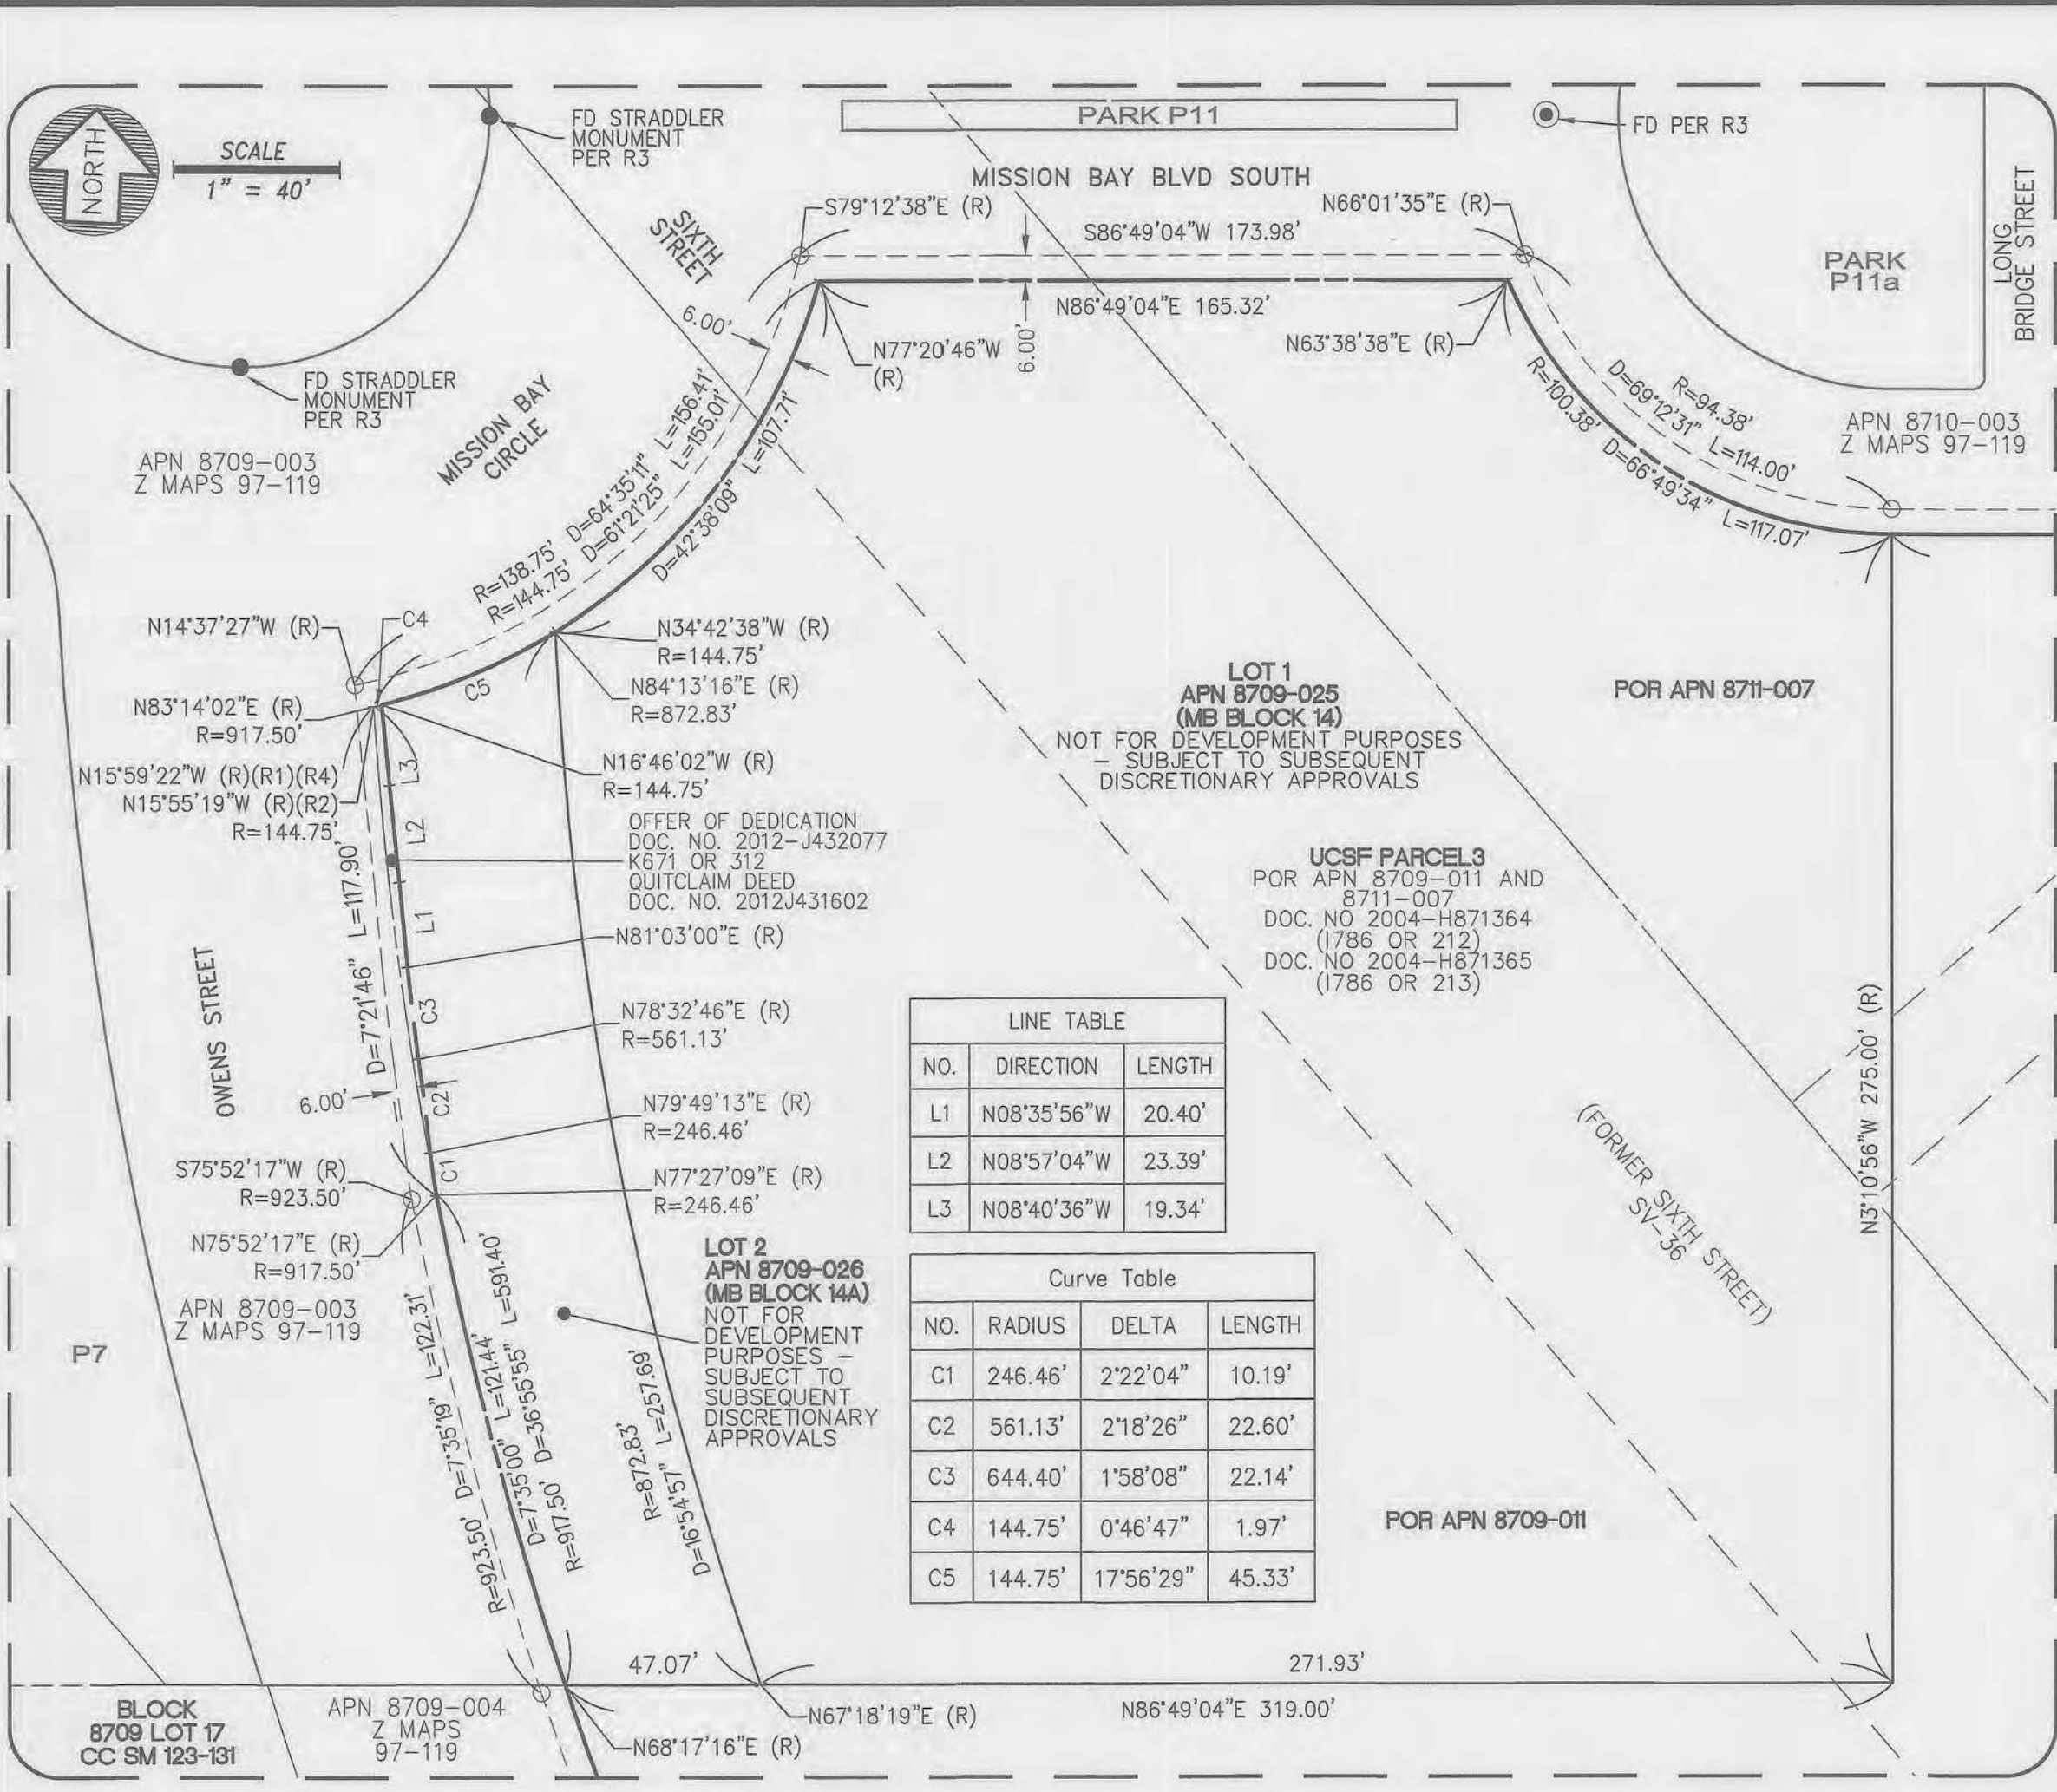 NORTH
SCALE
1" = 40'
FD STRADDLER
MONUMENT
PER R3
PARK P11
FD PER R3
MISSION BAY BLVD SOUTH
SIXTH
STREET
S79°12'38"E (R)
N66°01'35"E (R)
S86°49'04"W 173.98'
LONG
BRIDGE STREET
PARK
P11a
6.00'
N86°49'04"E 165.32'
6.00'
N77°20'46"W
(R)
N63°38'38"E (R)
FD STRADDLER
MONUMENT
PER R3
MISSION BAY
CIRCLE
R=94.38'
D=69°12'31" L=114.00'
R=100.38' D=66°49'34" L=117.07'
APN 8710-003
Z MAPS 97-119
APN 8709-003
Z MAPS 97-119
R=138.75' D=64°35'11" L=156.41'
R=144.75' D=61°21'25" L=155.01'
D=42°38'09" L=107.71'
N14°37'27"W (R)
C4
C5
N34°42'38"W (R)
R=144.75'
N84°13'16"E (R)
R=872.83'
N83°14'02"E (R)
R=917.50'
N16°46'02"W (R)
R=144.75'
N15°59'22"W (R)(R1)(R4)
N15°55'19"W (R)(R2)
R=144.75'
L3
L2
L1
C3
C2
C1
OFFER OF DEDICATION
DOC. NO. 2012-J432077
K671 OR 312
QUITCLAIM DEED
DOC. NO. 2012J431602
LOT 1
APN 8709-025
(MB BLOCK 14)
NOT FOR DEVELOPMENT PURPOSES
- SUBJECT TO SUBSEQUENT
DISCRETIONARY APPROVALS
POR APN 8711-007
UCSF PARCEL3
POR APN 8709-011 AND
8711-007
DOC. NO 2004-H871364
(I786 OR 212)
DOC. NO 2004-H871365
(I786 OR 213)
D=7°21'46" L=117.90'
OWENS STREET
6.00'
N81°03'00"E (R)
N78°32'46"E (R)
R=561.13'
N79°49'13"E (R)
R=246.46'
N77°27'09"E (R)
R=246.46'
S75°52'17"W (R)
R=923.50'
N75°52'17"E (R)
R=917.50'
APN 8709-003
Z MAPS 97-119
P7
LINE TABLE
NO. DIRECTION LENGTH
L1 N08°35'56"W 20.40'
L2 N08°57'04"W 23.39'
L3 N08°40'36"W 19.34'
N3°10'56"W 275.00' (R)
(FORMER SIXTH STREET)
SV-36
LOT 2
APN 8709-026
(MB BLOCK 14A)
NOT FOR
DEVELOPMENT
PURPOSES -
SUBJECT TO
SUBSEQUENT
DISCRETIONARY
APPROVALS
Curve Table
NO. RADIUS DELTA LENGTH
C1 246.46' 2°22'04" 10.19'
C2 561.13' 2°18'26" 22.60'
C3 644.40' 1°58'08" 22.14'
C4 144.75' 0°46'47" 1.97'
C5 144.75' 17°56'29" 45.33'
R=923.50' D=7°35'19" L=122.31'
D=7°35'00" L=121.44'
R=917.50' D=36°55'55" L=591.40'
R=872.83'
D=16°54'57" L=257.69'
POR APN 8709-011
47.07'
271.93'
N67°18'19"E (R)
N86°49'04"E 319.00'
N68°17'16"E (R)
BLOCK
8709 LOT 17
CC SM 123-131
APN 8709-004
Z MAPS
97-119